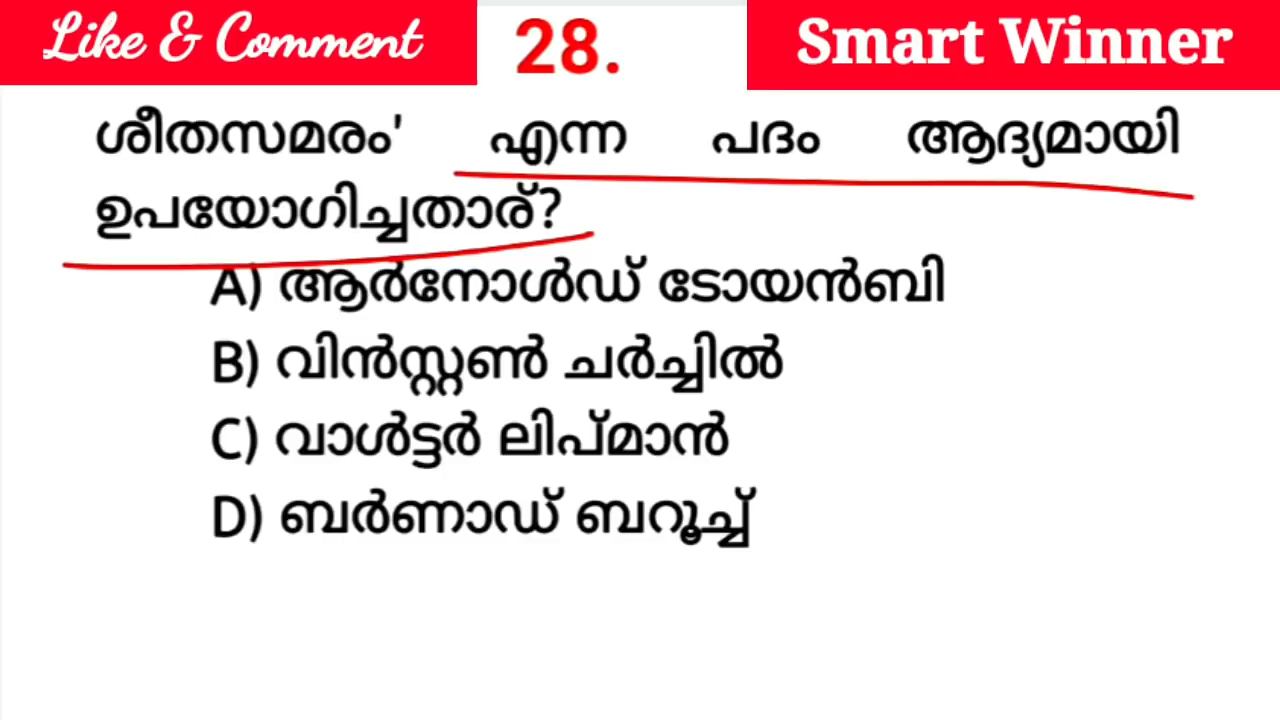 Like & Comment
28.
Smart Winner
ശീതസമരം' എന്ന പദം ആദ്യമായി
ഉപയോഗിച്ചതാര്?
A) ആർനോൾഡ് ടോയൻബി
B) വിൻസ്റ്റൺ ചർച്ചിൽ
C) വാൾട്ടർ ലിപ്മാൻ
D) ബർണാഡ് ബറൂച്ച്